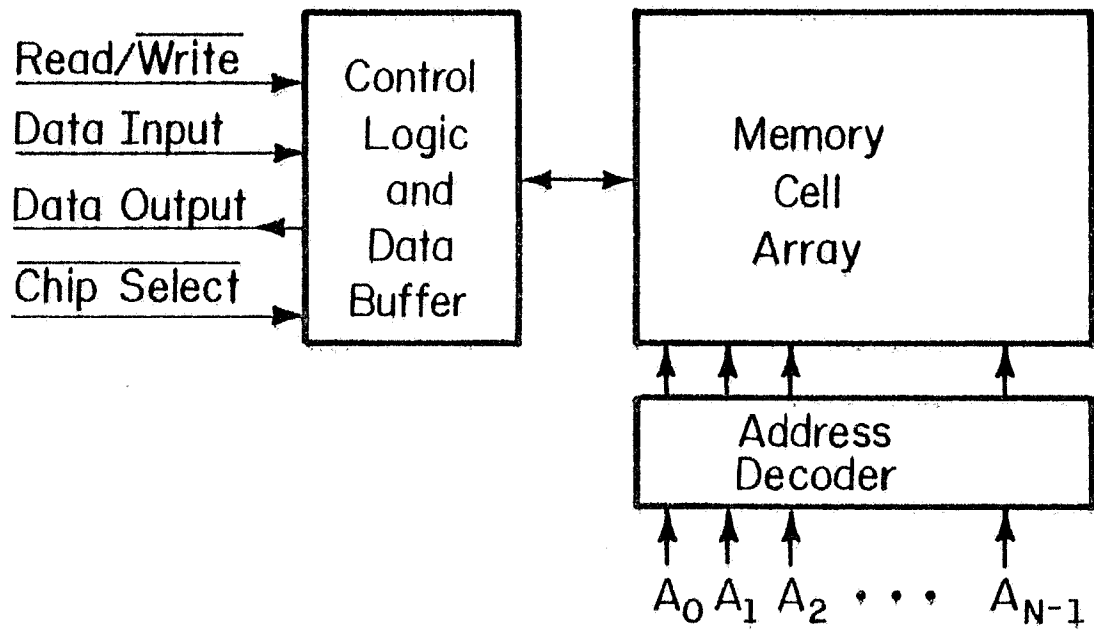 Read/Write
Data Input
Data Output
Chip Select
Control
Logic
and
Data
Buffer
Memory
Cell
Array
Address
Decoder
A₀ A₁ A₂ • • • A_N-1